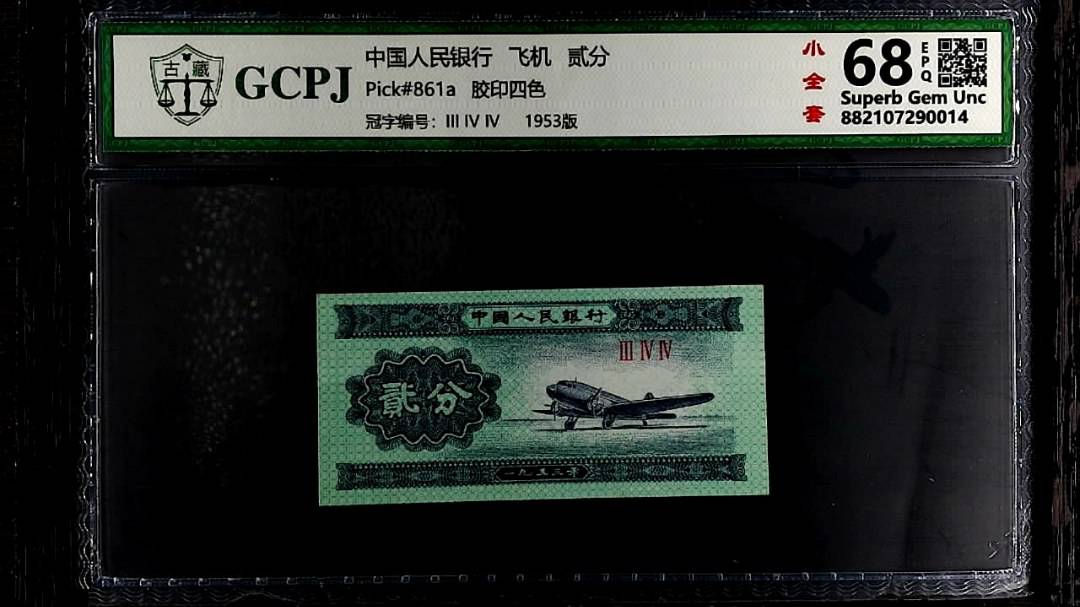 古藏
GCPJ
中国人民银行 飞机 贰分
Pick#861a 胶印四色
冠字编号：III IV IV 1953版
小全套
68
EPQ
Superb Gem Unc
882107290014
中國人民銀行
III IV IV
貳分
一九五三年